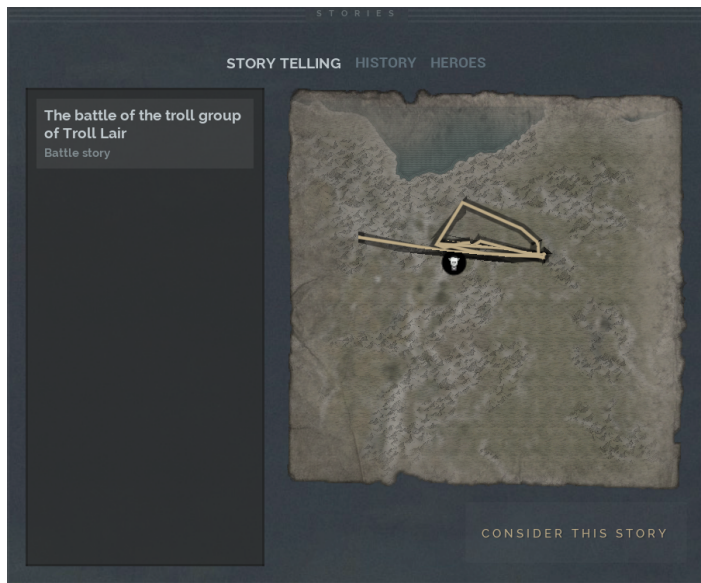 STORIES
STORY TELLING HISTORY HEROES
The battle of the troll group
of Troll Lair
Battle story
CONSIDER THIS STORY